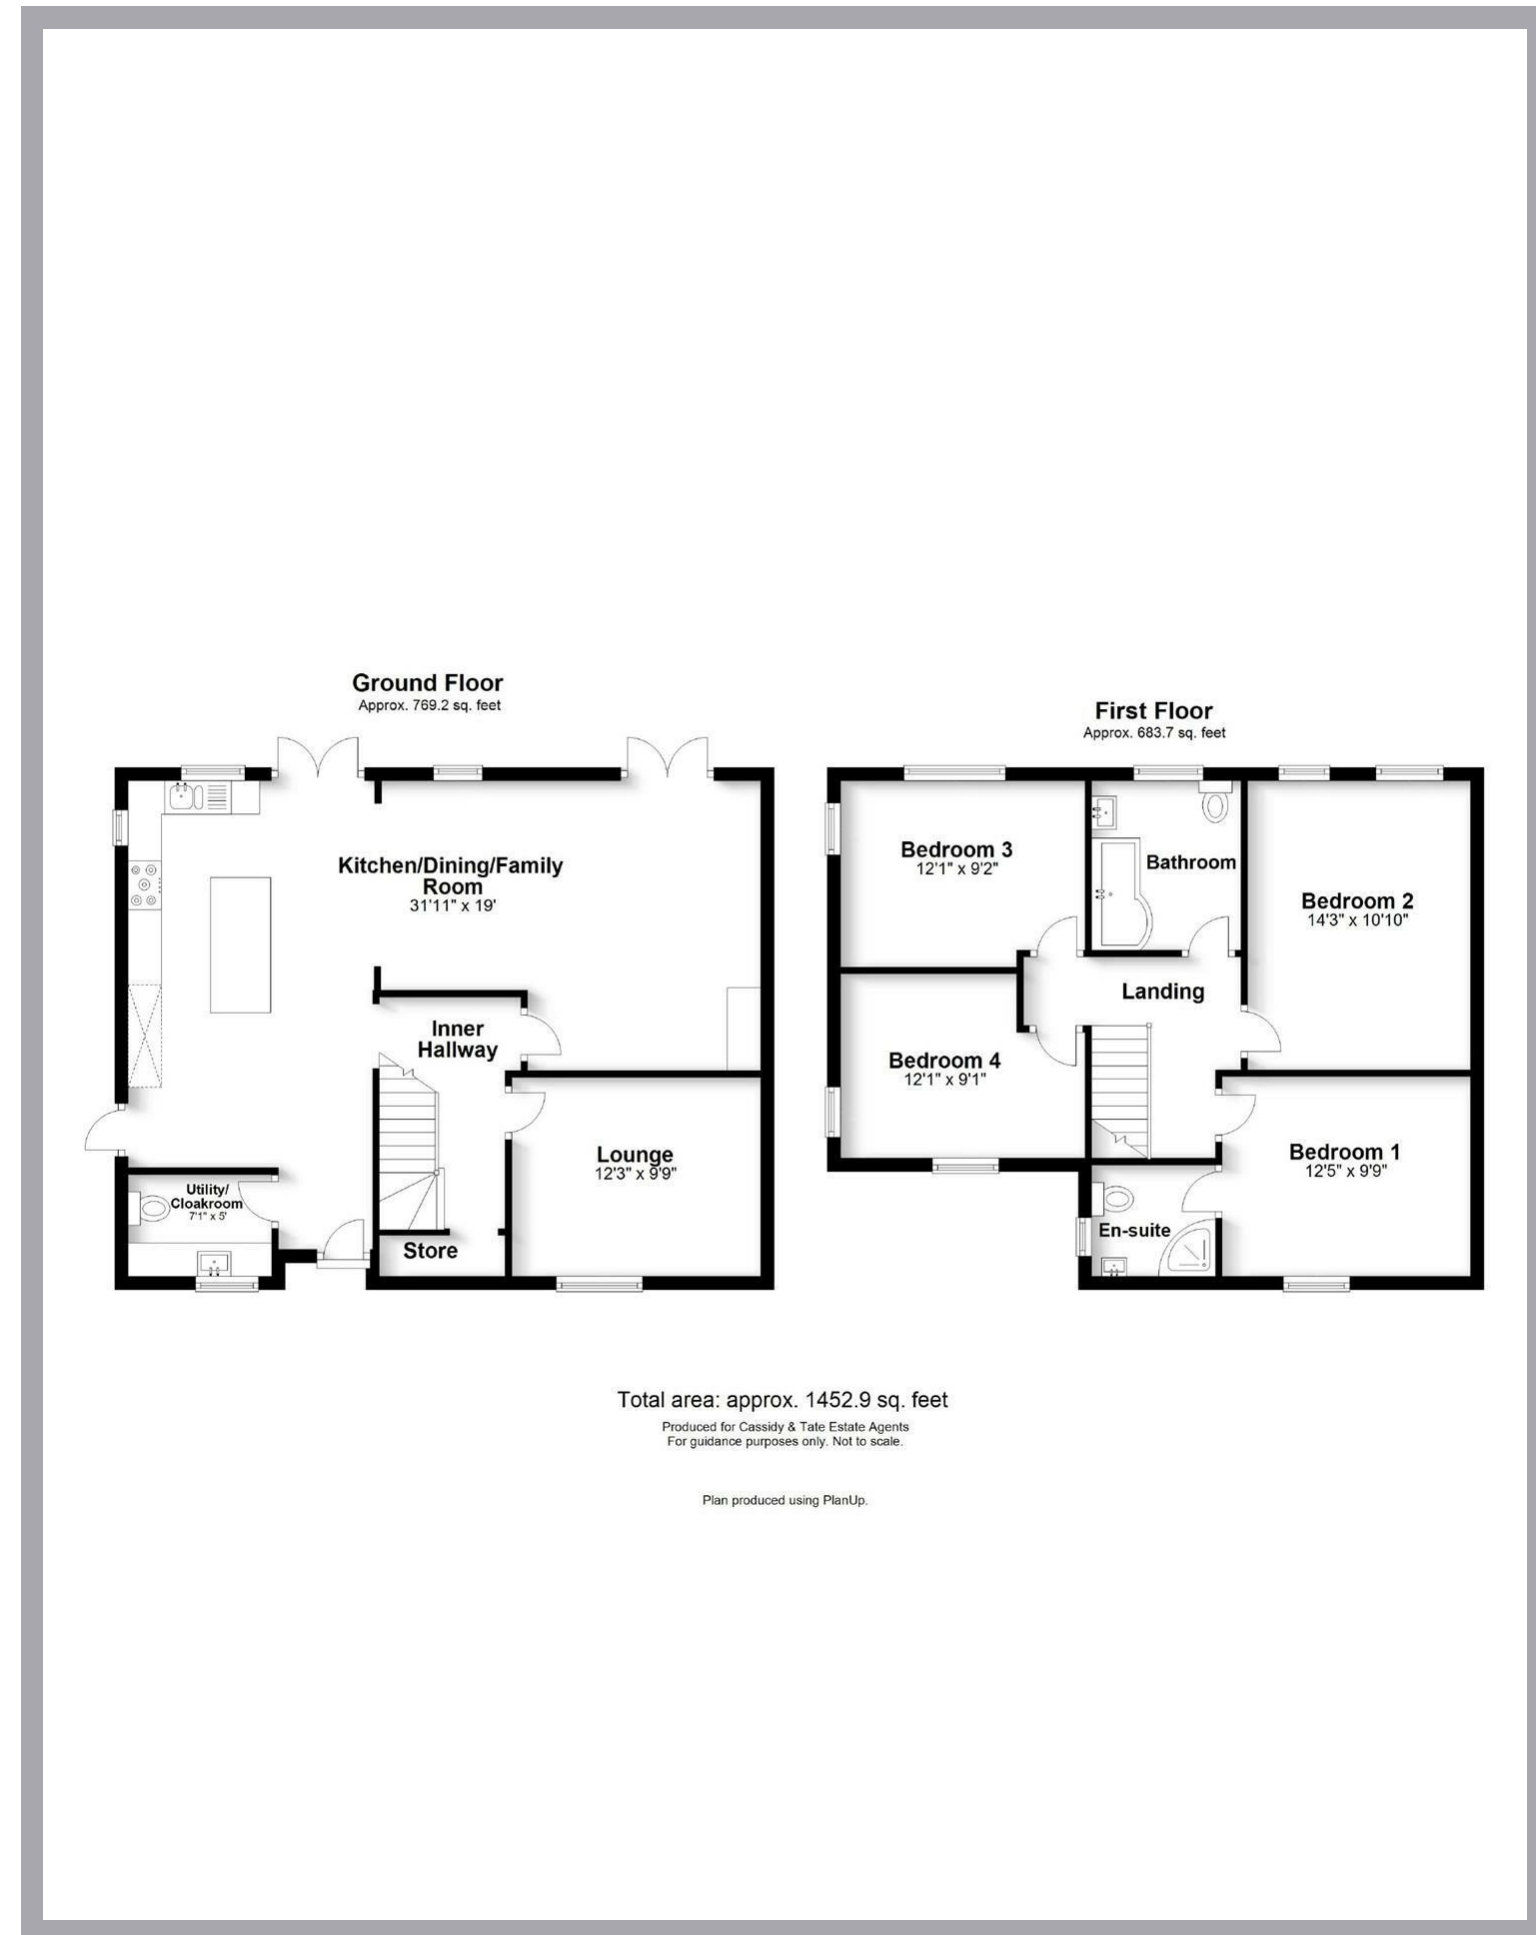 Ground Floor
Approx. 769.2 sq. feet
Kitchen/Dining/Family
Room
31'11" x 19'
Inner
Hallway
Lounge
12'3" x 9'9"
Utility/
Cloakroom
7'1" x 5'
Store
First Floor
Approx. 683.7 sq. feet
Bedroom 3
12'1" x 9'2"
Bathroom
Bedroom 2
14'3" x 10'10"
Landing
Bedroom 4
12'1" x 9'1"
Bedroom 1
12'5" x 9'9"
En-suite
Total area: approx. 1452.9 sq. feet
Produced for Cassidy & Tate Estate Agents
For guidance purposes only. Not to scale.
Plan produced using PlanUp.